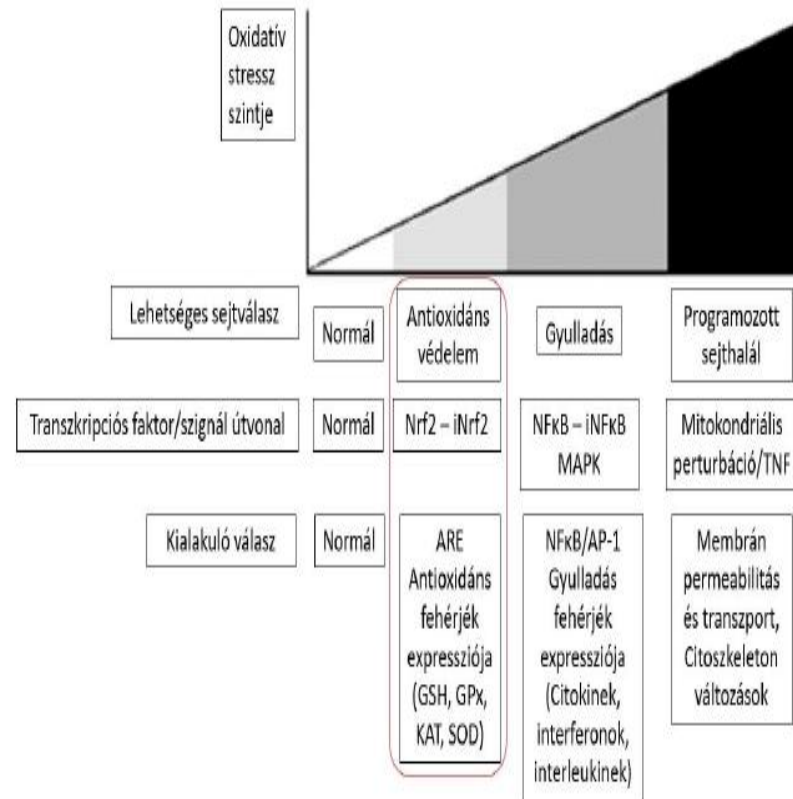 Oxidatív
stressz
szintje
Lehetséges sejtválasz
Normál
Antioxidáns
védelem
Gyulladás
Programozott
sejthalál
Transzkripciós faktor/szignál útvonal
Normál
Nrf2 – iNrf2
NFκB – iNFκB
MAPK
Mitokondriális
perturbáció/TNF
Kialakuló válasz
Normál
ARE
Antioxidáns
fehérjék
expressziója
(GSH, GPx,
KAT, SOD)
NFκB/AP-1
Gyulladás
fehérjék
expressziója
(Citokinek,
interferonok,
interleukinek)
Membrán
permeabilitás
és transzport,
Citoszkeleton
változások